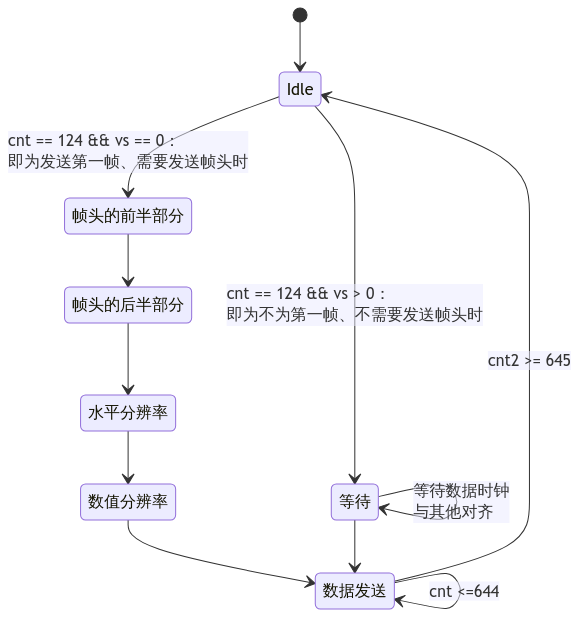 Idle
cnt == 124 && vs == 0：
即为发送第一帧、需要发送帧头时
帧头的前半部分
帧头的后半部分
cnt == 124 && vs > 0：
即为不为第一帧、不需要发送帧头时
cnt2 >= 645
水平分辨率
数值分辨率
等待
等待数据时钟
与其他对齐
数据发送
cnt <=644